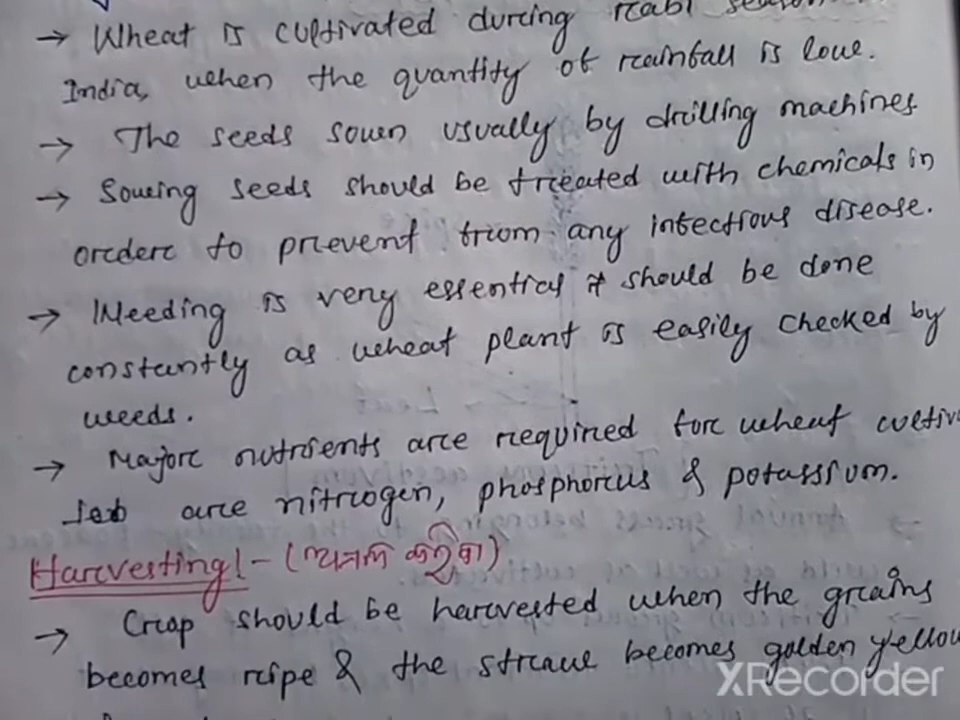 → Wheat is cultivated during rabi season
India, when the quantity of rainfall is low.
→ The seeds sown usually by drilling machines
→ Sowing seeds should be treated with chemicals in
order to prevent from any infectious disease.
→ Weeding is very essential it should be done
constantly as wheat plant is easily checked by
weeds.
→ Major nutrients are required for wheat cultiv
are nitrogen, phosphorus & potassium.
Harvesting!- (
→ Crop should be harvested when the grains
becomes ripe & the straw becomes golden yellow
XRecorder